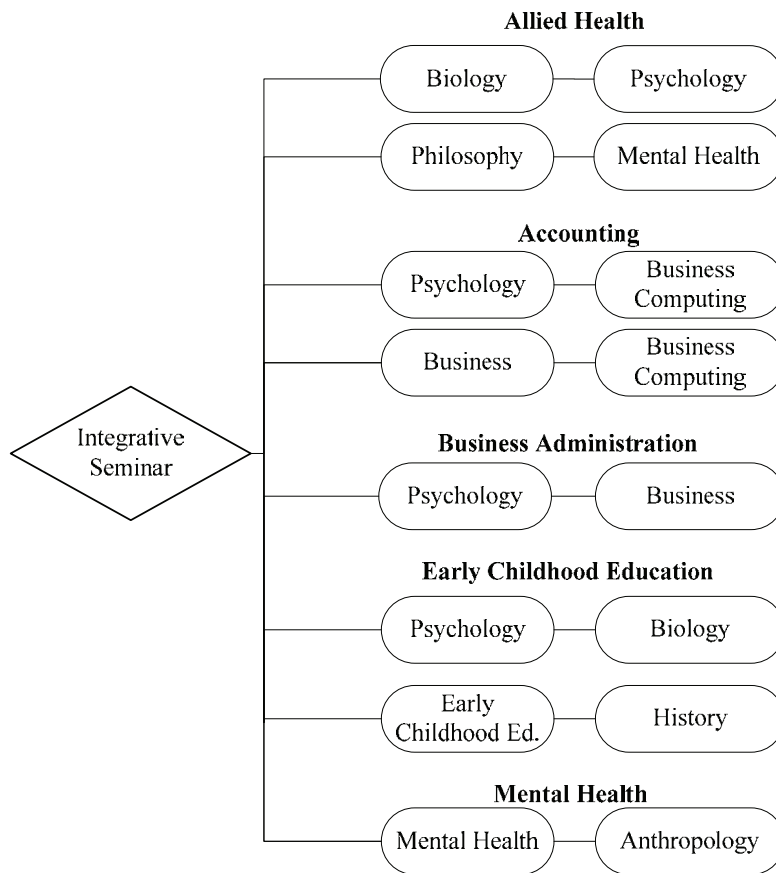 Allied Health
Biology
Psychology
Philosophy
Mental Health
Accounting
Psychology
Business
Computing
Business
Business
Computing
Integrative
Seminar
Business Administration
Psychology
Business
Early Childhood Education
Psychology
Biology
Early
Childhood Ed.
History
Mental Health
Mental Health
Anthropology